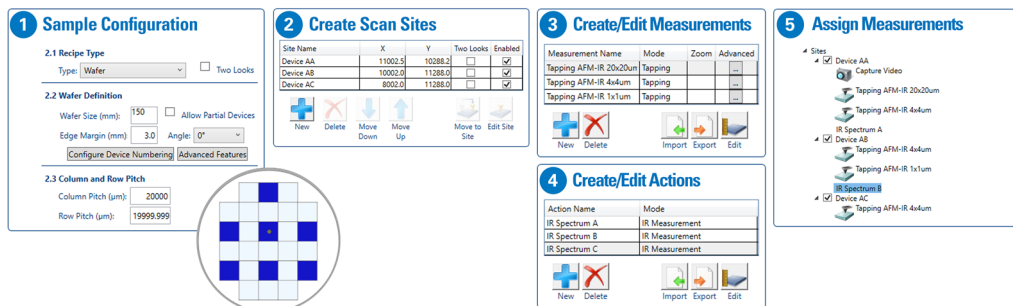 1 Sample Configuration
2.1 Recipe Type
Type: Wafer
Two Looks
2.2 Wafer Definition
Wafer Size (mm): 150
Allow Partial Devices
Edge Margin (mm) 3.0 Angle: 0°
Configure Device Numbering Advanced Features
2.3 Column and Row Pitch
Column Pitch (µm): 20000
Row Pitch (µm): 19999.999
2 Create Scan Sites
Site Name X Y Two Looks Enabled
Device AA 11002.5 10288.2
Device AB 10002.0 11288.0
Device AC 8002.0 11288.0
New Delete Move Down Move Up Move to Site Edit Site
3 Create/Edit Measurements
Measurement Name Mode Zoom Advanced
Tapping AFM-IR 20x20um Tapping ...
Tapping AFM-IR 4x4um Tapping ...
Tapping AFM-IR 1x1um Tapping ...
New Delete Import Export Edit
4 Create/Edit Actions
Action Name Mode
IR Spectrum A IR Measurement
IR Spectrum B IR Measurement
IR Spectrum C IR Measurement
New Delete Import Export Edit
5 Assign Measurements
Sites
Device AA
Capture Video
Tapping AFM-IR 20x20um
Tapping AFM-IR 4x4um
IR Spectrum A
Device AB
Tapping AFM-IR 4x4um
Tapping AFM-IR 1x1um
IR Spectrum B
Device AC
Tapping AFM-IR 4x4um